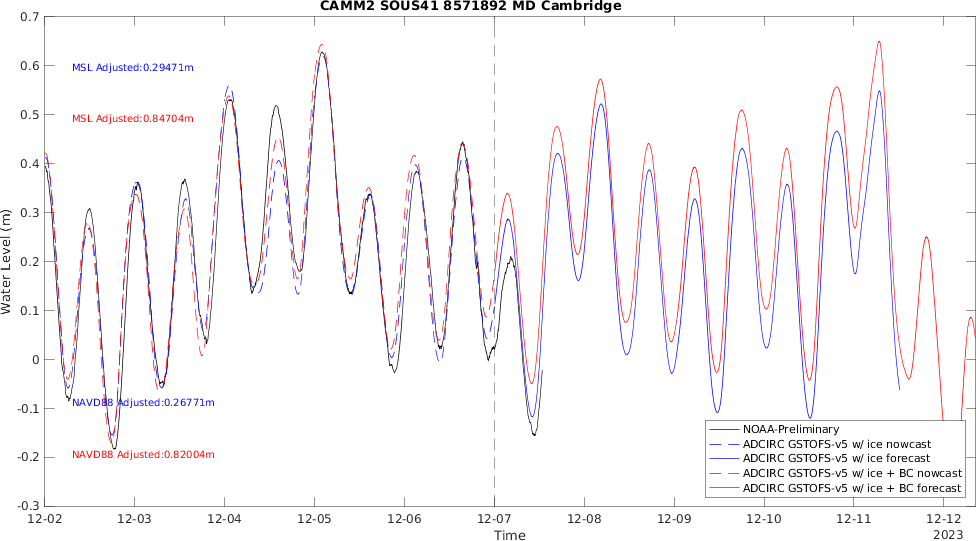 CAMM2 SOUS41 8571892 MD Cambridge
0.7
0.6
0.5
0.4
0.3
0.2
0.1
0
-0.1
-0.2
-0.3
Water Level (m)
MSL Adjusted:0.29471m
MSL Adjusted:0.84704m
NAVD88 Adjusted:0.26771m
NAVD88 Adjusted:0.82004m
NOAA-Preliminary
ADCIRC GSTOFS-v5 w/ ice nowcast
ADCIRC GSTOFS-v5 w/ ice forecast
ADCIRC GSTOFS-v5 w/ ice + BC nowcast
ADCIRC GSTOFS-v5 w/ ice + BC forecast
12-02 12-03 12-04 12-05 12-06 12-07 12-08 12-09 12-10 12-11 12-12
Time
2023